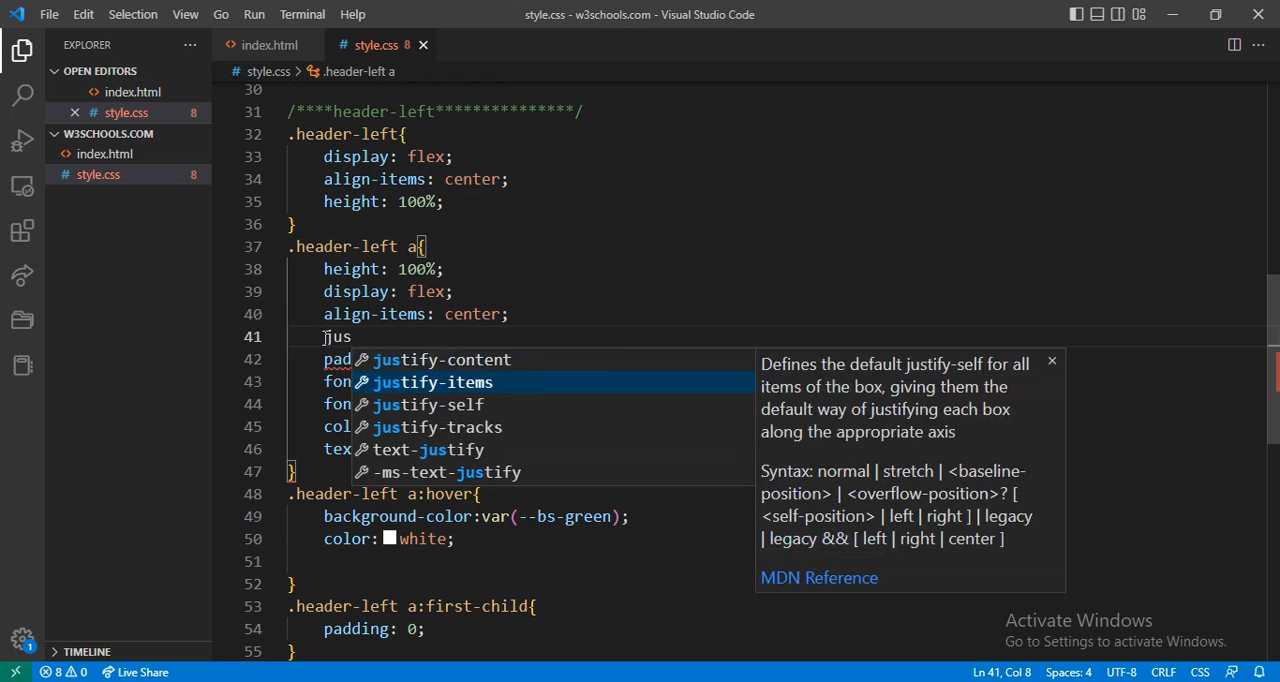 File Edit Selection View Go Run Terminal Help style.css - w3schools.com - Visual Studio Code
EXPLORER
index.html style.css 8
OPEN EDITORS
style.css > .header-left a
index.html
style.css 8
W3SCHOOLS.COM
index.html
style.css 8
30
31 /****header-left***************/
32 .header-left{
33 display: flex;
34 align-items: center;
35 height: 100%;
36 }
37 .header-left a{
38 height: 100%;
39 display: flex;
40 align-items: center;
41 jus
42 pad justify-content
43 fon justify-items
44 fon justify-self
45 col justify-tracks
46 tex text-justify
47 } -ms-text-justify
Defines the default justify-self for all
items of the box, giving them the
default way of justifying each box
along the appropriate axis
Syntax: normal | stretch | <baseline-
position> | <overflow-position>? [
<self-position> | left | right ] | legacy
| legacy && [ left | right | center ]
MDN Reference
48 .header-left a:hover{
49 background-color:var(--bs-green);
50 color: white;
51
52 }
53 .header-left a:first-child{
54 padding: 0;
55 }
Activate Windows
Go to Settings to activate Windows.
TIMELINE
1
8 0 Live Share Ln 41, Col 8 Spaces: 4 UTF-8 CRLF CSS